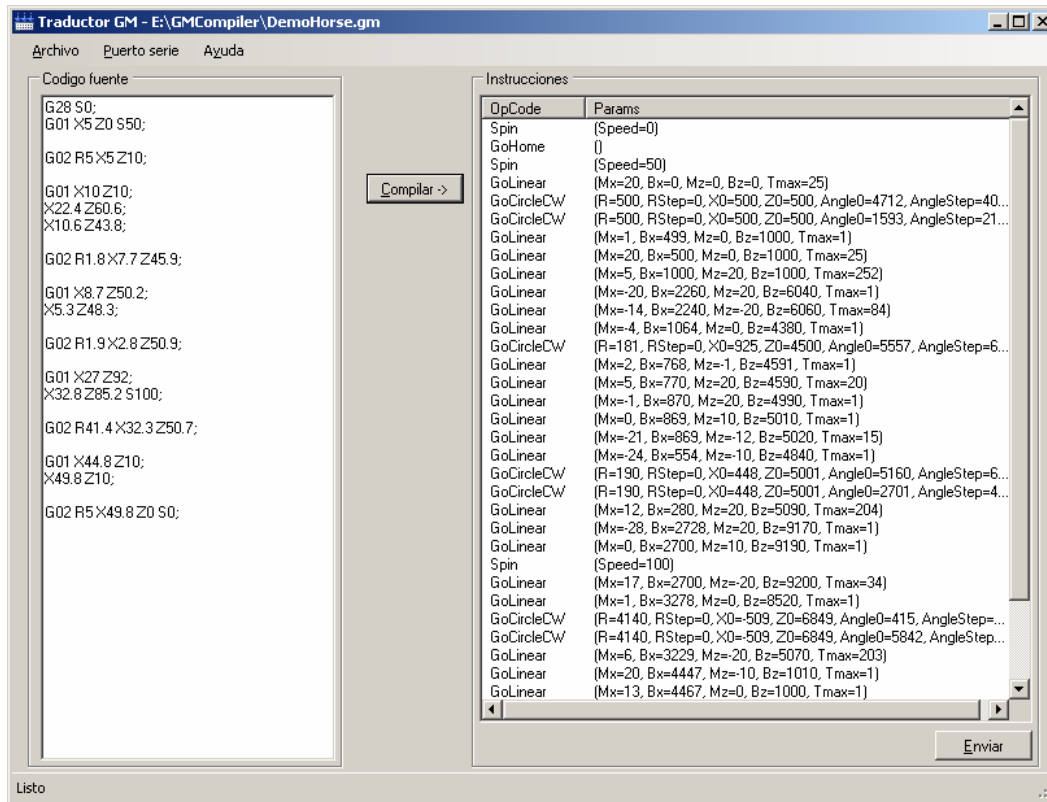 Traductor GM - E:\GMCompiler\DemoHorse.gm
Archivo Puerto serie Ayuda
Codigo fuente
G28 S0;
G01 X5 Z0 S50;
G02 R5 X5 Z10;
G01 X10 Z10;
X22.4 Z60.6;
X10.6 Z43.8;
G02 R1.8 X7.7 Z45.9;
G01 X8.7 Z50.2;
X5.3 Z48.3;
G02 R1.9 X2.8 Z50.9;
G01 X27 Z92;
X32.8 Z85.2 S100;
G02 R41.4 X32.3 Z50.7;
G01 X44.8 Z10;
X49.8 Z10;
G02 R5 X49.8 Z0 S0;
Compilar ->
Instrucciones
OpCode Params
Spin (Speed=0)
GoHome ()
Spin (Speed=50)
GoLinear (Mx=20, Bx=0, Mz=0, Bz=0, Tmax=25)
GoCircleCW (R=500, RStep=0, X0=500, Z0=500, Angle0=4712, AngleStep=40...
GoCircleCW (R=500, RStep=0, X0=500, Z0=500, Angle0=1593, AngleStep=21...
GoLinear (Mx=1, Bx=499, Mz=0, Bz=1000, Tmax=1)
GoLinear (Mx=20, Bx=500, Mz=0, Bz=1000, Tmax=25)
GoLinear (Mx=5, Bx=1000, Mz=20, Bz=1000, Tmax=252)
GoLinear (Mx=-20, Bx=2260, Mz=20, Bz=6040, Tmax=1)
GoLinear (Mx=-14, Bx=2240, Mz=-20, Bz=6060, Tmax=84)
GoLinear (Mx=-4, Bx=1064, Mz=0, Bz=4380, Tmax=1)
GoCircleCW (R=181, RStep=0, X0=925, Z0=4500, Angle0=5557, AngleStep=6...
GoLinear (Mx=2, Bx=768, Mz=-1, Bz=4591, Tmax=1)
GoLinear (Mx=5, Bx=770, Mz=20, Bz=4590, Tmax=20)
GoLinear (Mx=-1, Bx=870, Mz=20, Bz=4990, Tmax=1)
GoLinear (Mx=0, Bx=869, Mz=10, Bz=5010, Tmax=1)
GoLinear (Mx=-21, Bx=869, Mz=-12, Bz=5020, Tmax=15)
GoLinear (Mx=-24, Bx=554, Mz=-10, Bz=4840, Tmax=1)
GoCircleCW (R=190, RStep=0, X0=448, Z0=5001, Angle0=5160, AngleStep=6...
GoCircleCW (R=190, RStep=0, X0=448, Z0=5001, Angle0=2701, AngleStep=4...
GoLinear (Mx=12, Bx=280, Mz=20, Bz=5090, Tmax=204)
GoLinear (Mx=-28, Bx=2728, Mz=20, Bz=9170, Tmax=1)
GoLinear (Mx=0, Bx=2700, Mz=10, Bz=9190, Tmax=1)
Spin (Speed=100)
GoLinear (Mx=17, Bx=2700, Mz=-20, Bz=9200, Tmax=34)
GoLinear (Mx=1, Bx=3278, Mz=0, Bz=8520, Tmax=1)
GoCircleCW (R=4140, RStep=0, X0=-509, Z0=6849, Angle0=415, AngleStep=...
GoCircleCW (R=4140, RStep=0, X0=-509, Z0=6849, Angle0=5842, AngleStep...
GoLinear (Mx=6, Bx=3229, Mz=-20, Bz=5070, Tmax=203)
GoLinear (Mx=20, Bx=4447, Mz=-10, Bz=1010, Tmax=1)
GoLinear (Mx=13, Bx=4467, Mz=0, Bz=1000, Tmax=1)
Enviar
Listo